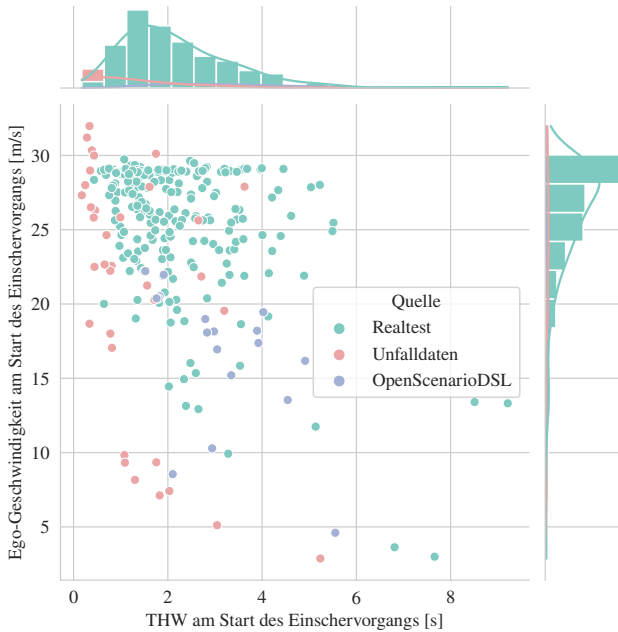 Ego-Geschwindigkeit am Start des Einschervorgangs [m/s]
30
25
20
15
10
5
Quelle
Realtest
Unfalldaten
OpenScenarioDSL
0
2
4
6
8
THW am Start des Einschervorgangs [s]